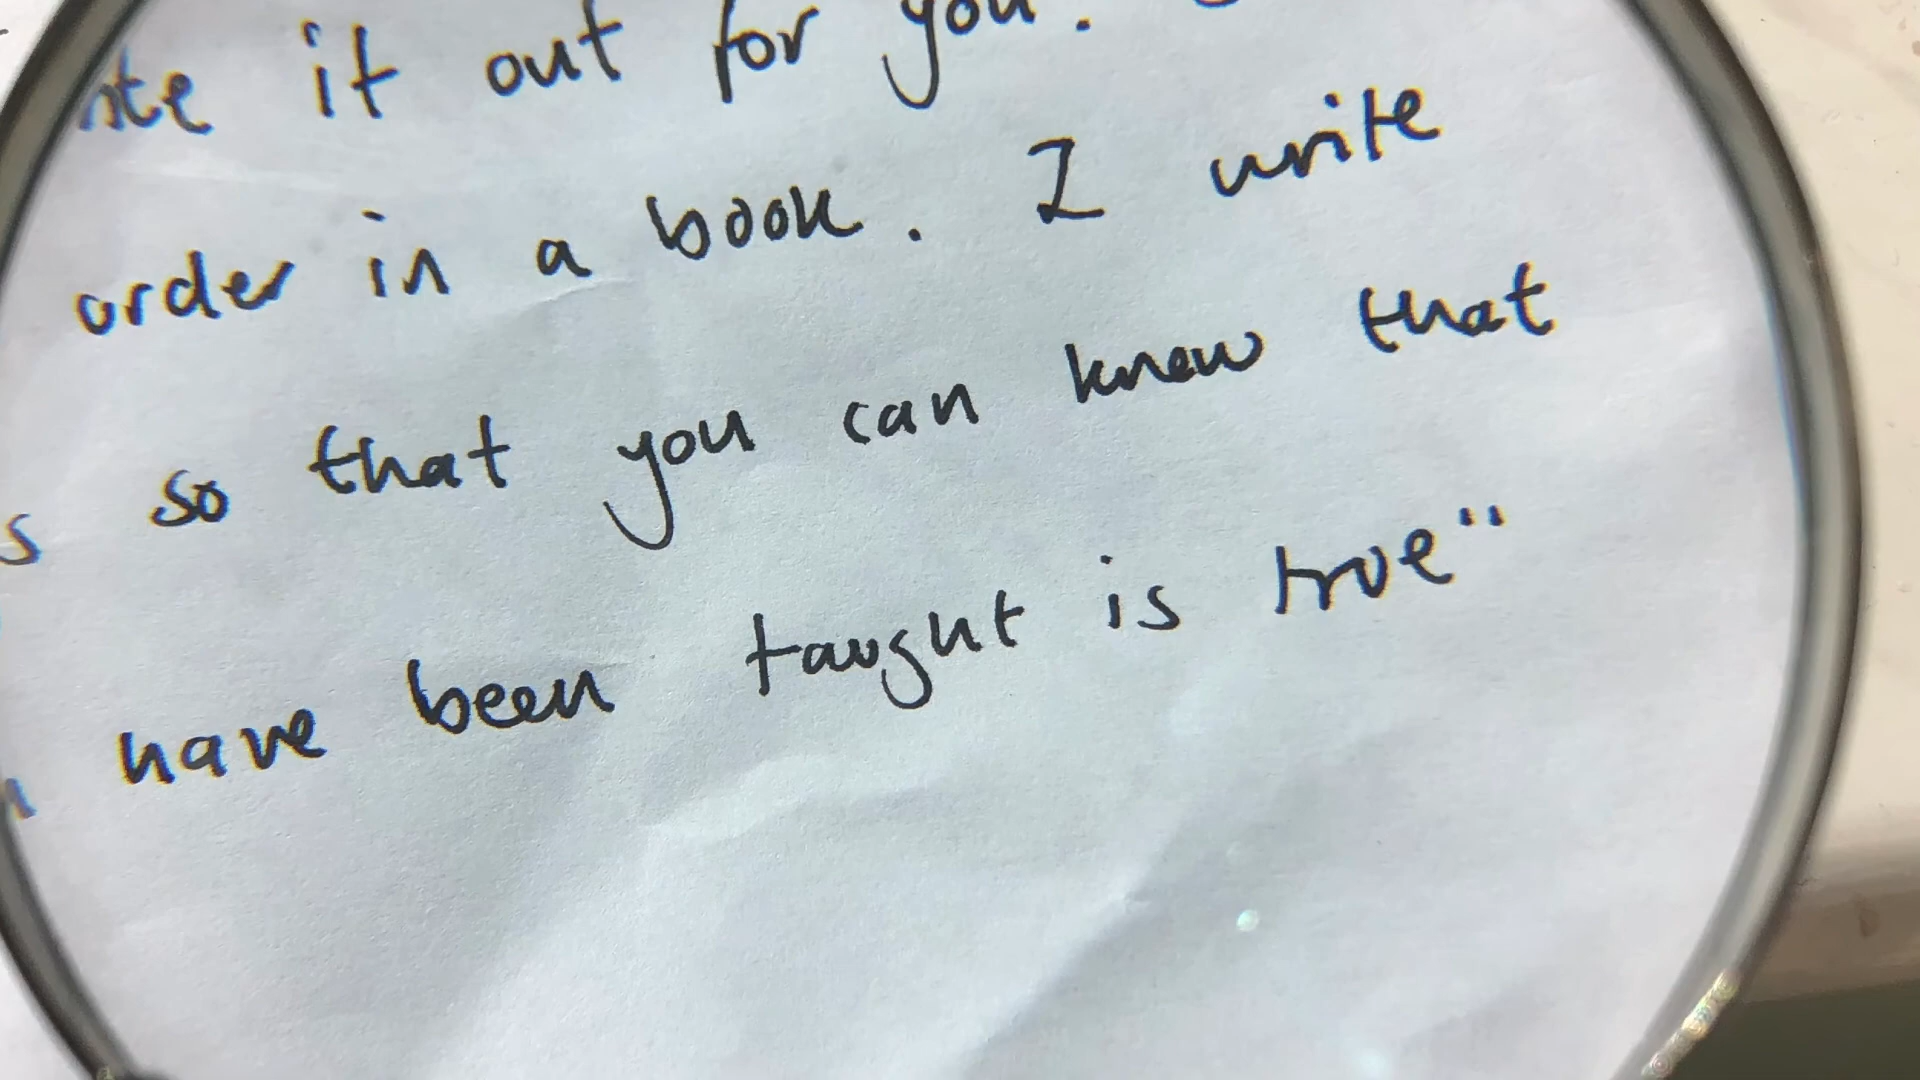 it out for you.
order in a book. I write
so that you can know that
have been taught is true"